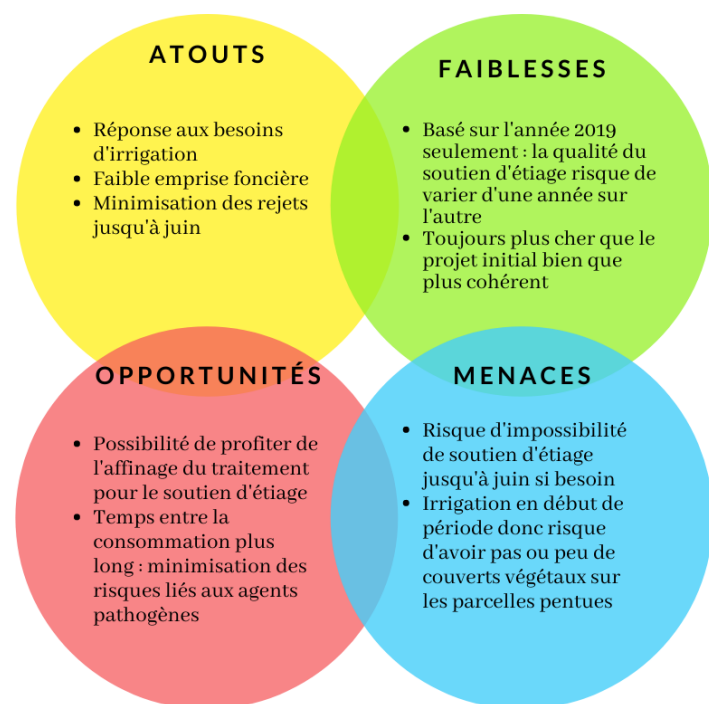 ATOUTS
• Réponse aux besoins
d'irrigation
• Faible emprise foncière
• Minimisation des rejets
jusqu'à juin
FAIBLESSES
• Basé sur l'année 2019
seulement : la qualité du
soutien d'étiage risque de
varier d'une année sur
l'autre
• Toujours plus cher que le
projet initial bien que
plus cohérent
OPPORTUNITÉS
• Possibilité de profiter de
l'affinage du traitement
pour le soutien d'étiage
• Temps entre la
consommation plus
long : minimisation des
risques liés aux agents
pathogènes
MENACES
• Risque d'impossibilité
de soutien d'étiage
jusqu'à juin si besoin
• Irrigation en début de
période donc risque
d'avoir pas ou peu de
couverts végétaux sur
les parcelles pentues